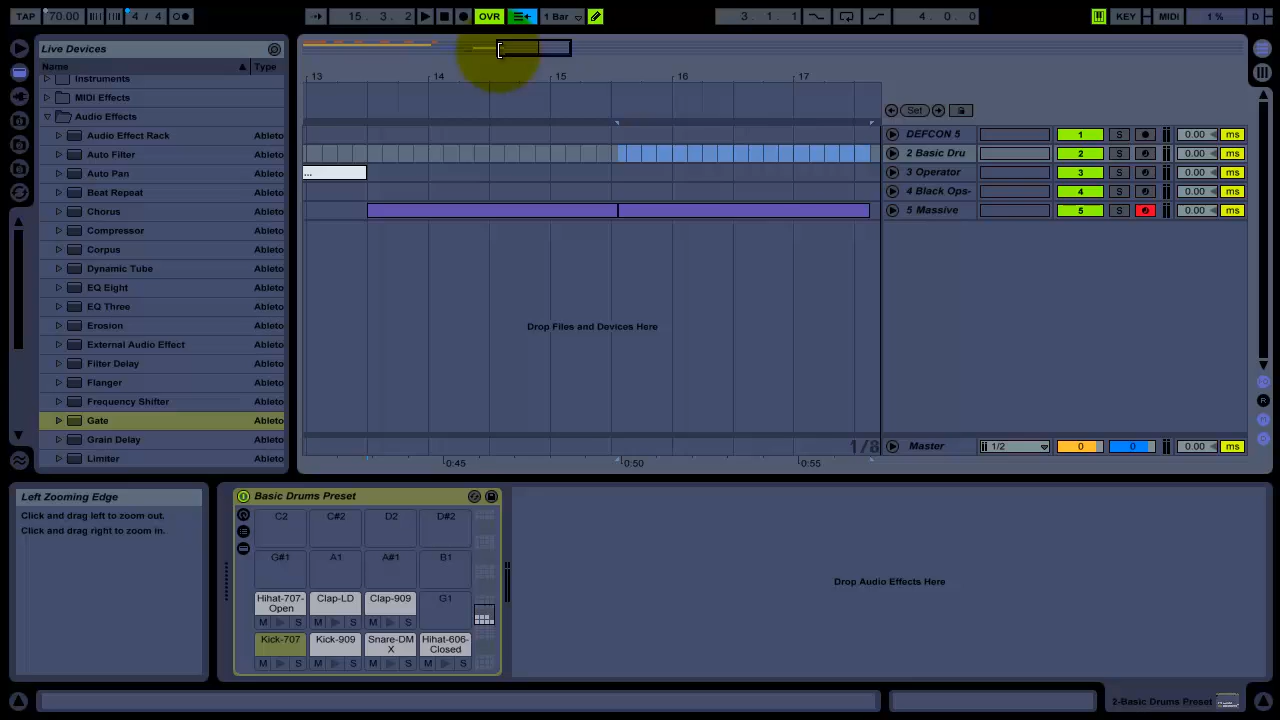 TAP 70.00 4 / 4 15. 3. 2 OVR 1 Bar 3. 1. 1 4. 0. 0 KEY MIDI 1 % D
Live Devices
Name Type
Instruments
MIDI Effects
Audio Effects
Audio Effect Rack Ableto
Auto Filter Ableto
Auto Pan Ableto
Beat Repeat Ableto
Chorus Ableto
Compressor Ableto
Corpus Ableto
Dynamic Tube Ableto
EQ Eight Ableto
EQ Three Ableto
Erosion Ableto
External Audio Effect Ableto
Filter Delay Ableto
Flanger Ableto
Frequency Shifter Ableto
Gate Ableto
Grain Delay Ableto
Limiter Ableto
13 14 15 16 17
Set
DEFCON 5 1 S 0.00 ms
2 Basic Dru 2 S 0.00 ms
... 3 Operator 3 S 0.00 ms
4 Black Ops- 4 S 0.00 ms
5 Massive 5 S 0.00 ms
Drop Files and Devices Here
1/8 Master 1/2 0 0 0.00 ms
0:45 0:50 0:55
Left Zooming Edge
Click and drag left to zoom out.
Click and drag right to zoom in.
Basic Drums Preset
C2 C#2 D2 D#2
G#1 A1 A#1 B1
Hihat-707-
Open
Clap-LD Clap-909 G1
M S M S M S
Kick-707 Kick-909 Snare-DM
X
Hihat-606-
Closed
M S M S M S M S
Drop Audio Effects Here
2-Basic Drums Preset